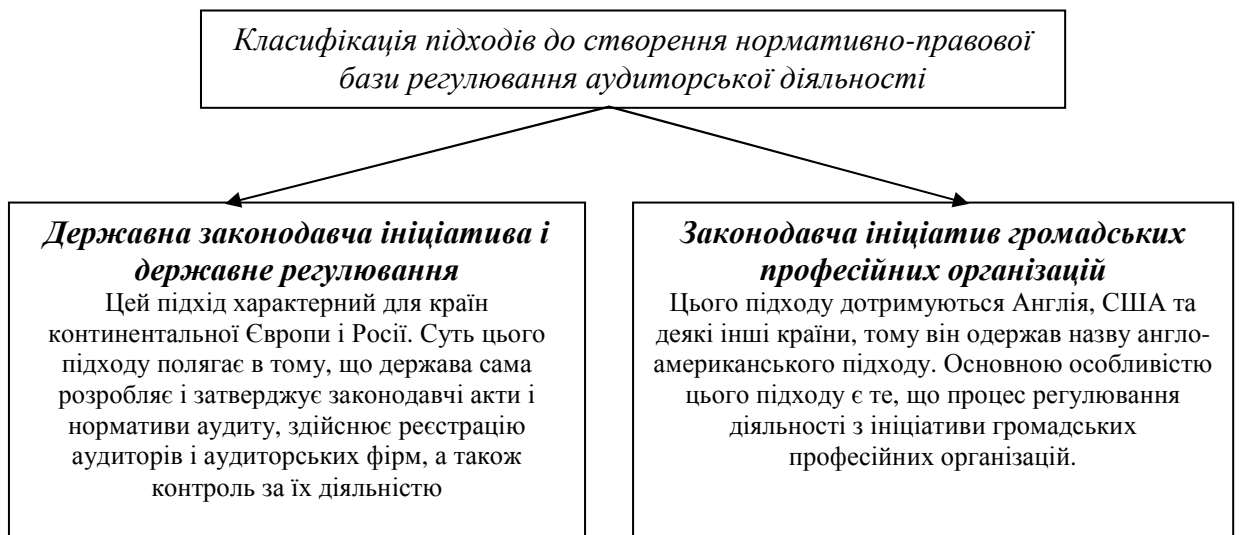 Класифікація підходів до створення нормативно-правової
бази регулювання аудиторської діяльності
Державна законодавча ініціатива і
державне регулювання
Цей підхід характерний для країн
континентальної Європи і Росії. Суть цього
підходу полягає в тому, що держава сама
розробляє і затверджує законодавчі акти і
нормативи аудиту, здійснює реєстрацію
аудиторів і аудиторських фірм, а також
контроль за їх діяльністю
Законодавча ініціатив громадських
професійних організацій
Цього підходу дотримуються Англія, США та
деякі інші країни, тому він одержав назву англо-
американського підходу. Основною особливістю
цього підходу є те, що процес регулювання
діяльності з ініціативи громадських
професійних організацій.